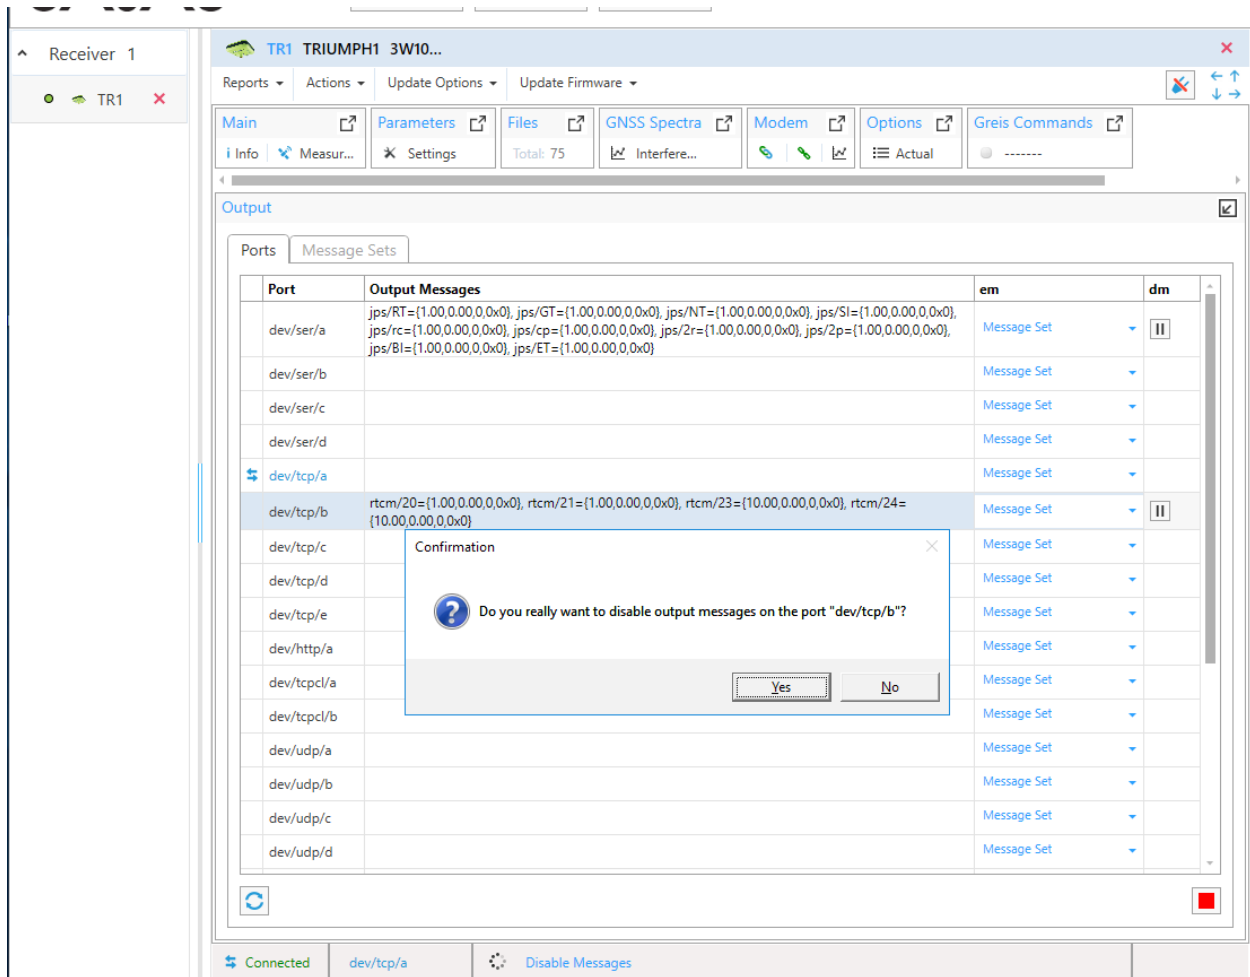 Receiver 1
TR1
TR1 TRIUMPH1 3W10...
Reports Actions Update Options Update Firmware
Main Parameters Files GNSS Spectra Modem Options Greis Commands
i Info Measur... Settings Total: 75 Interfere... Actual -------
Output
Ports Message Sets
Port Output Messages em dm
dev/ser/a
jps/RT={1.00,0.00,0,0x0}, jps/GT={1.00,0.00,0,0x0}, jps/NT={1.00,0.00,0,0x0}, jps/SI={1.00,0.00,0,0x0},
jps/rc={1.00,0.00,0,0x0}, jps/cp={1.00,0.00,0,0x0}, jps/2r={1.00,0.00,0,0x0}, jps/2p={1.00,0.00,0,0x0},
jps/BI={1.00,0.00,0,0x0}, jps/ET={1.00,0.00,0,0x0}
Message Set
dev/ser/b Message Set
dev/ser/c Message Set
dev/ser/d Message Set
dev/tcp/a Message Set
dev/tcp/b
rtcm/20={1.00,0.00,0,0x0}, rtcm/21={1.00,0.00,0,0x0}, rtcm/23={10.00,0.00,0,0x0}, rtcm/24=
{10.00,0.00,0,0x0}
Message Set
dev/tcp/c Message Set
dev/tcp/d Message Set
dev/tcp/e Message Set
dev/http/a Message Set
dev/tcpcl/a Message Set
dev/tcpcl/b Message Set
dev/udp/a Message Set
dev/udp/b Message Set
dev/udp/c Message Set
dev/udp/d Message Set
Confirmation
Do you really want to disable output messages on the port "dev/tcp/b"?
Yes No
Connected dev/tcp/a Disable Messages